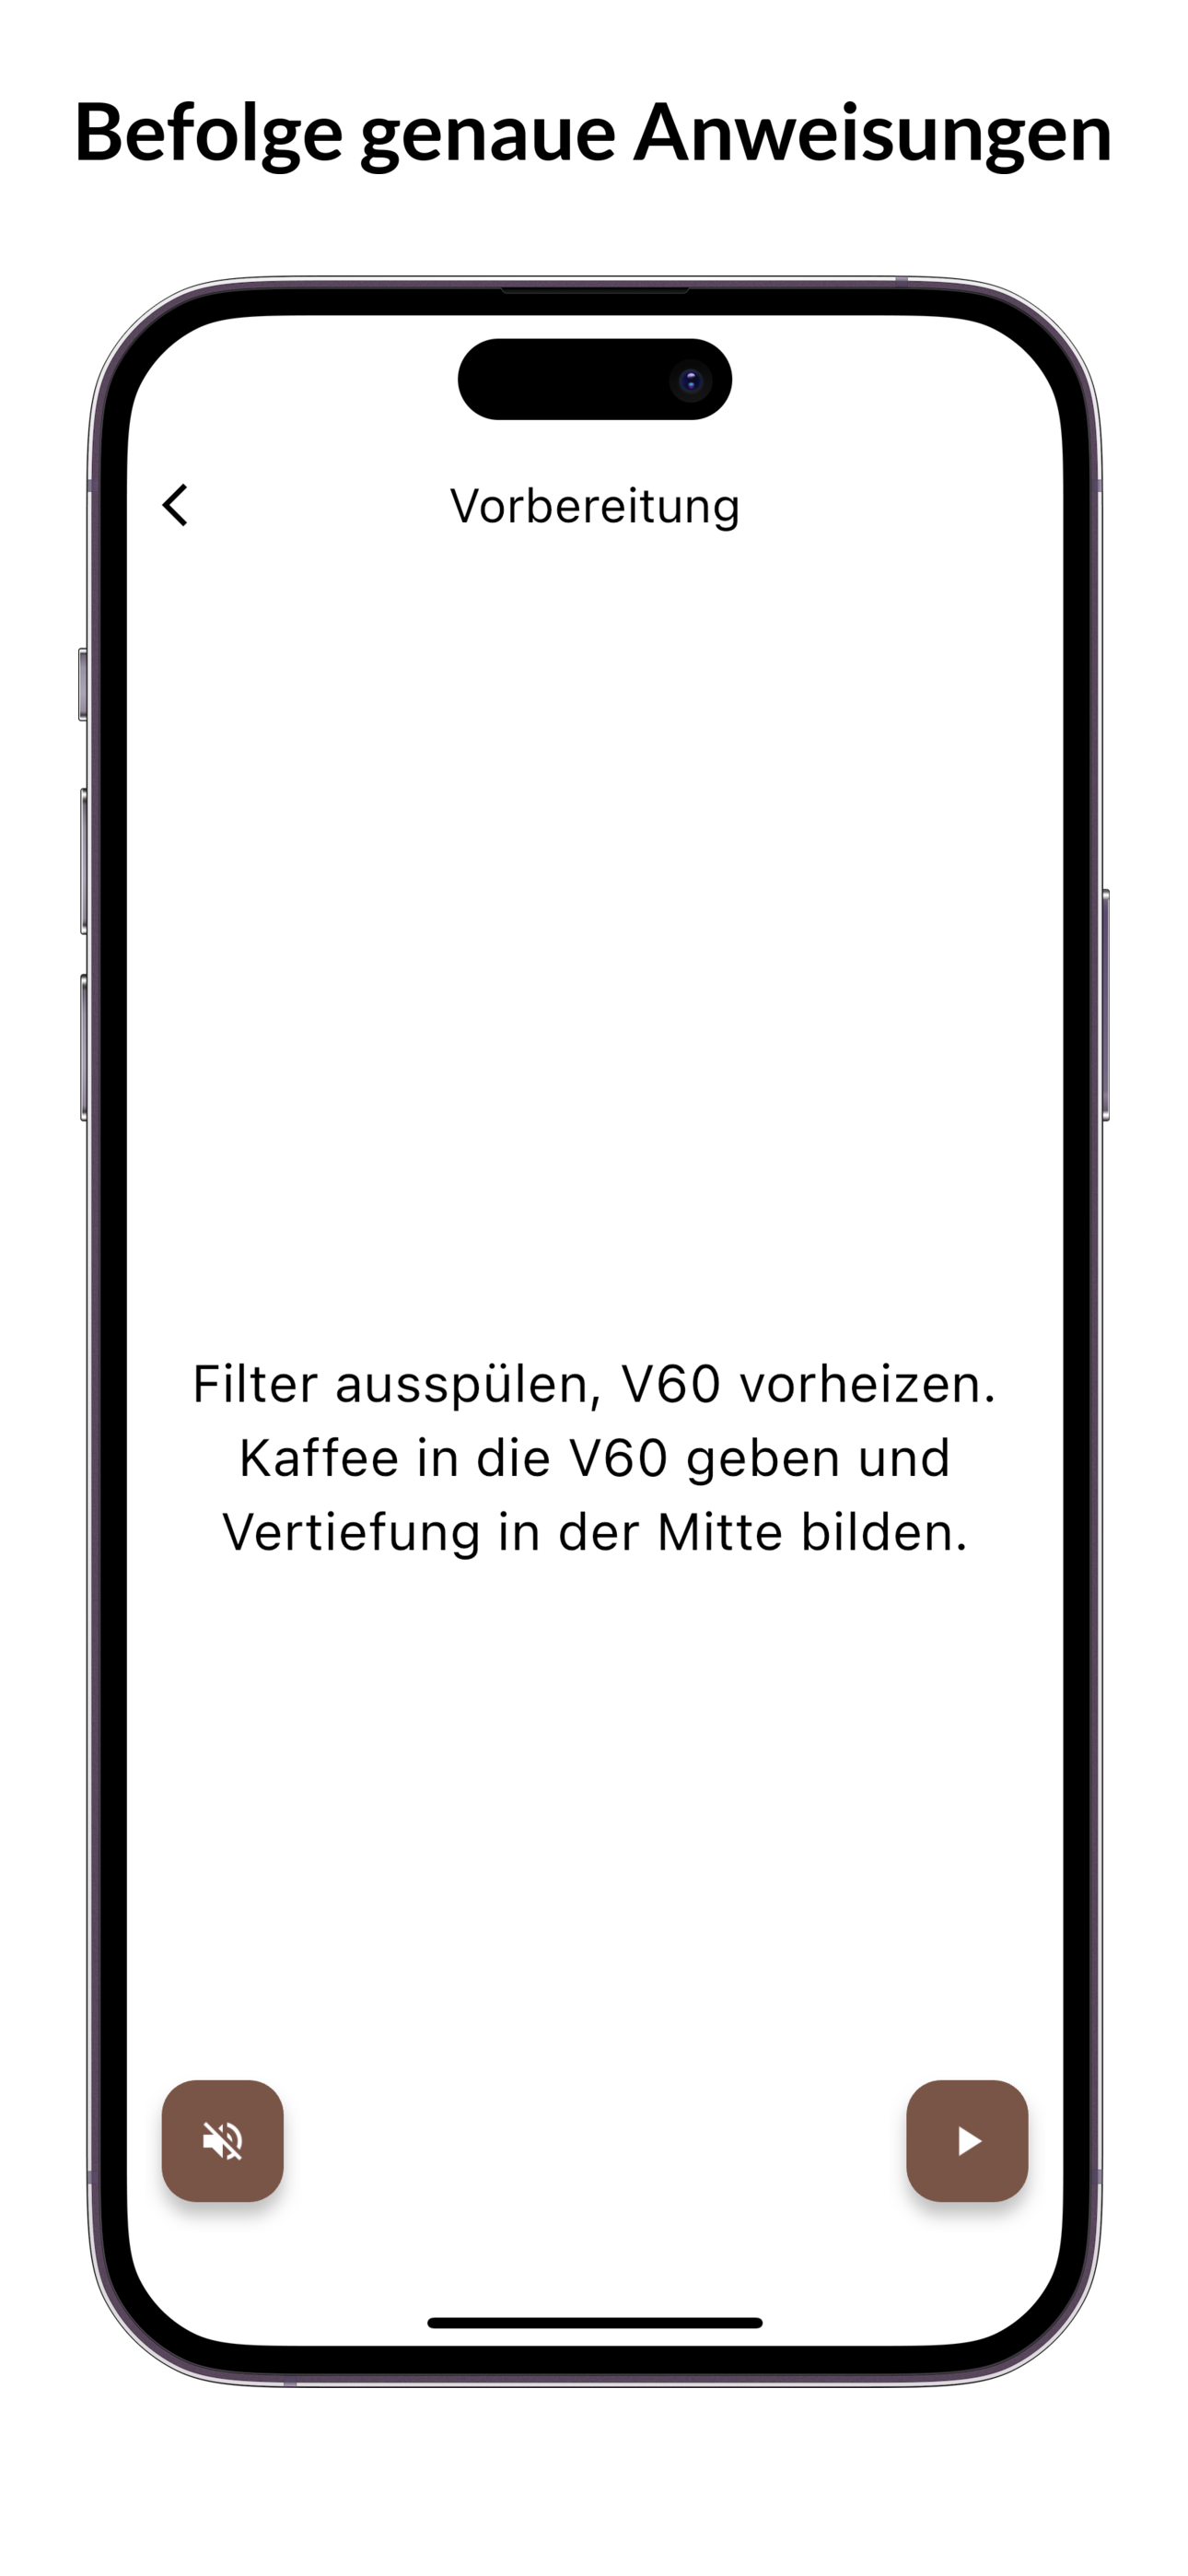 Befolge genaue Anweisungen
Vorbereitung
Filter ausspülen, V60 vorheizen.
Kaffee in die V60 geben und
Vertiefung in der Mitte bilden.